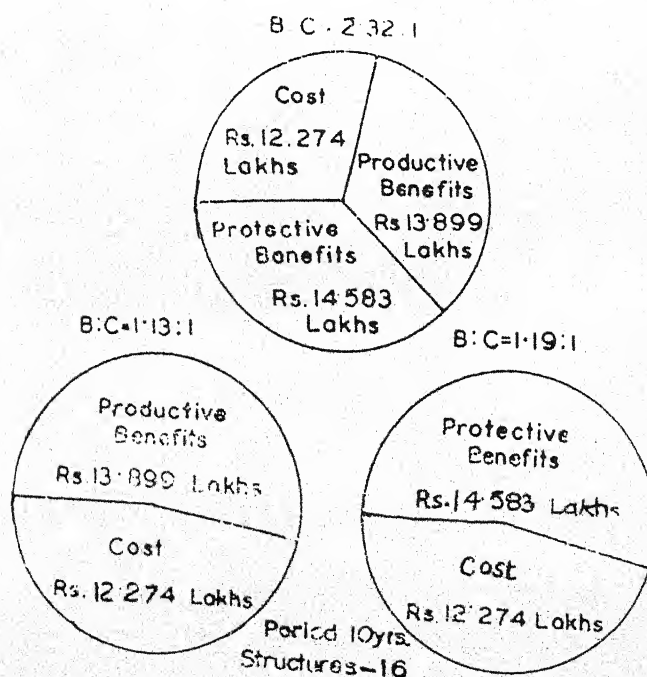 B:C・2·32:1
Cost
Rs.12.274
Lakhs
Productive
Benefits
Rs 13·899
Lakhs
Protective
Benefits
Rs.14·583
Lakhs
B:C=1·13:1
B:C=1·19:1
Productive
Benefits
Rs.13·899 Lakhs
Cost
Rs.12·274 Lakhs
Protective
Benefits
Rs.14·583 Lakhs
Cost
Rs.12·274 Lakhs
Period 10yrs.
Structures-16